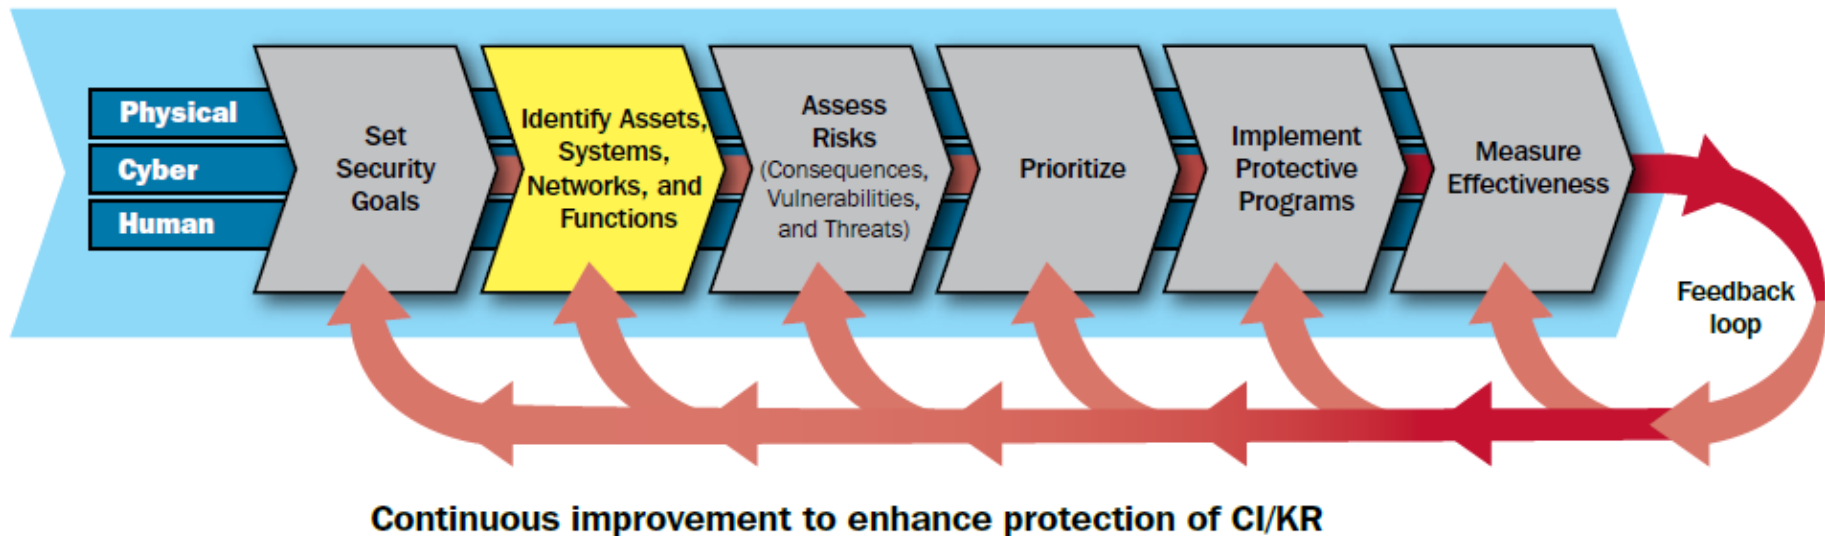 Physical
Cyber
Human
Set
Security
Goals
Identify Assets,
Systems,
Networks, and
Functions
Assess
Risks
(Consequences,
Vulnerabilities,
and Threats)
Prioritize
Implement
Protective
Programs
Measure
Effectiveness
Feedback
loop
Continuous improvement to enhance protection of CI/KR